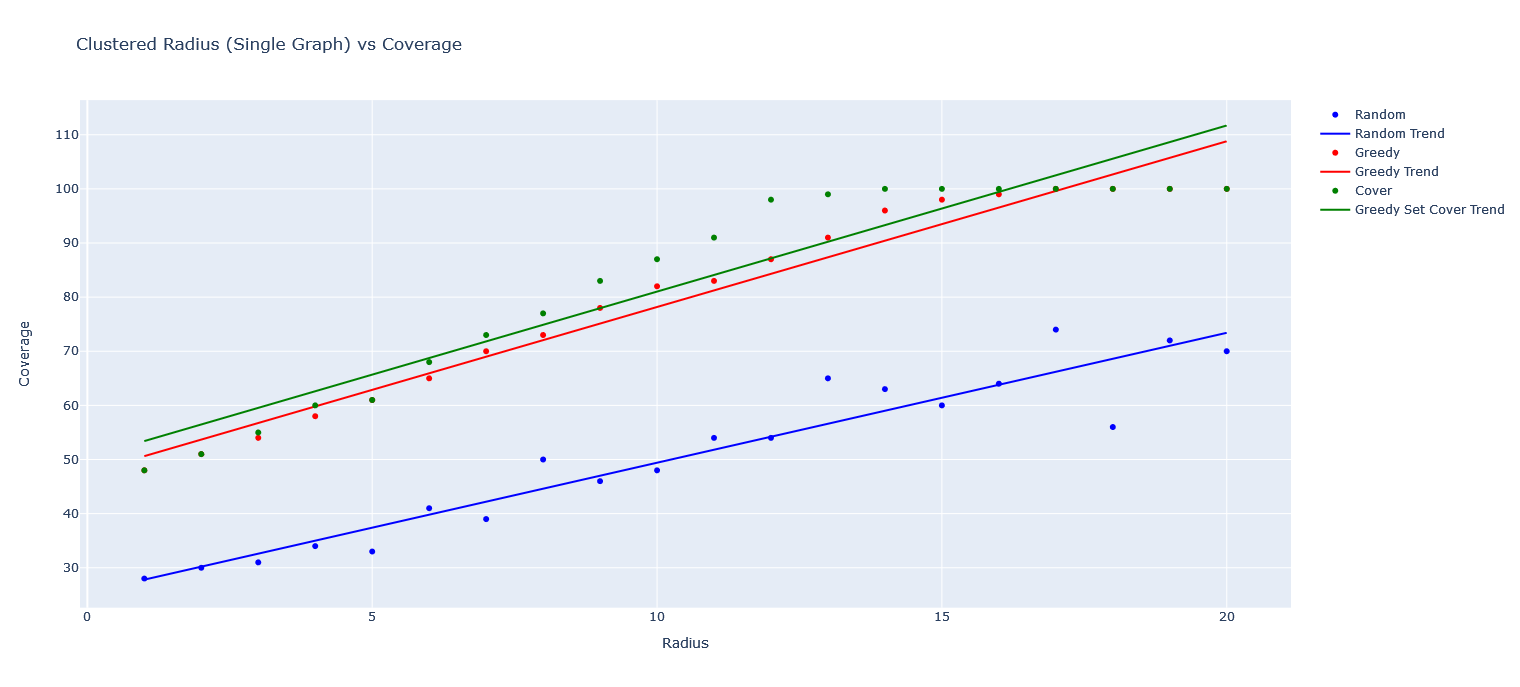 Clustered Radius (Single Graph) vs Coverage
Random
Random Trend
Greedy
Greedy Trend
Cover
Greedy Set Cover Trend
110
100
90
80
70
60
50
40
30
Coverage
0 5 10 15 20
Radius